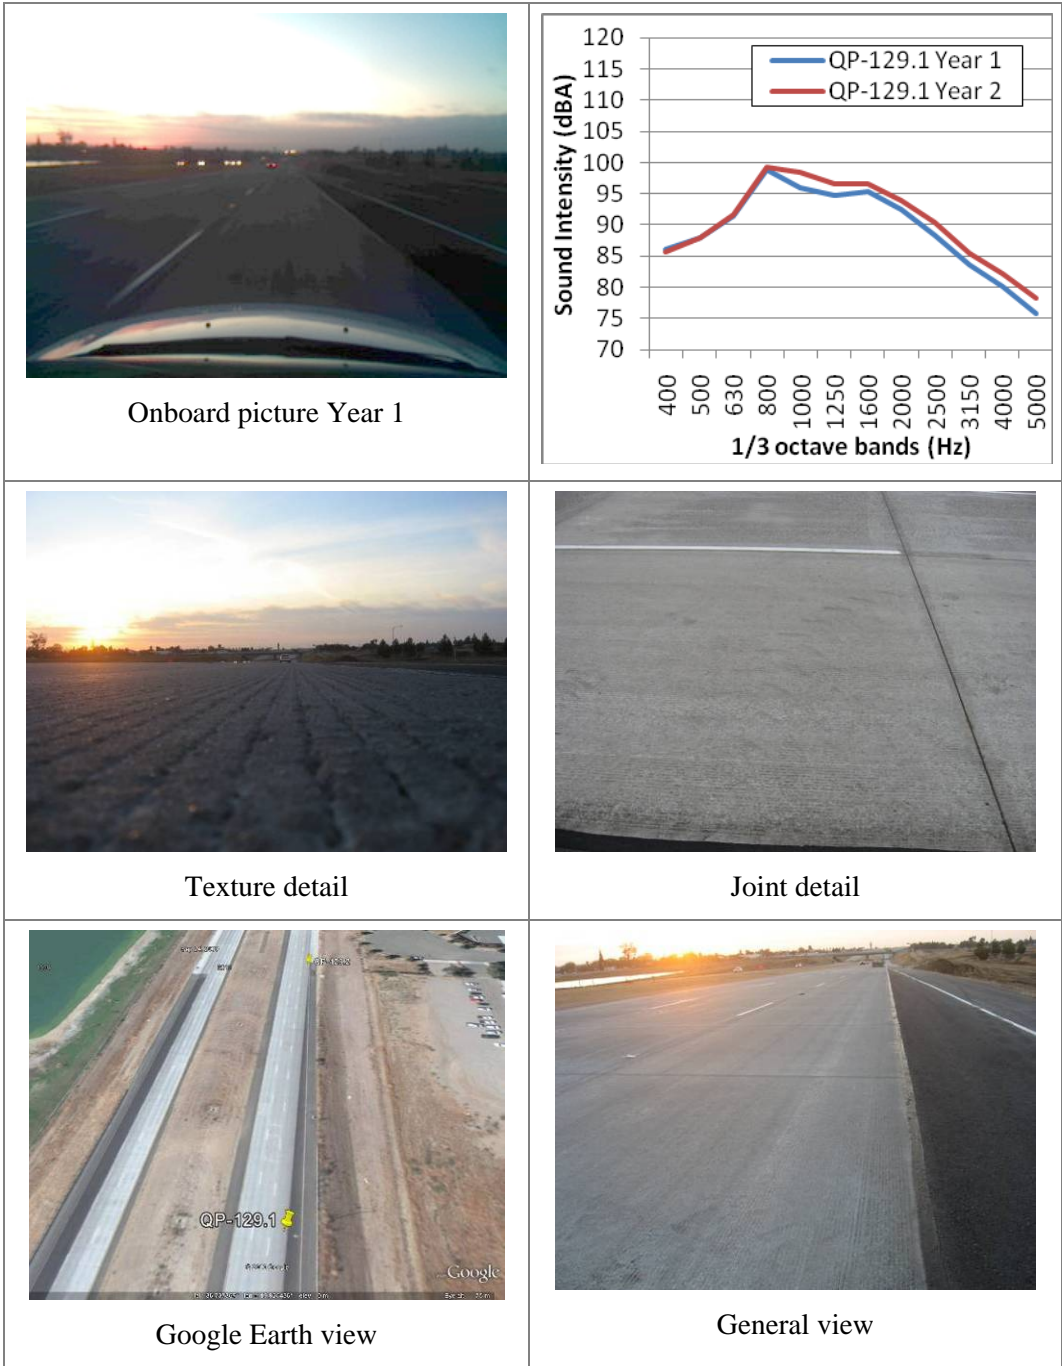 120
115
110
105
100
95
90
85
80
75
70
Sound Intensity (dBA)
QP-129.1 Year 1
QP-129.1 Year 2
400
500
630
800
1000
1250
1600
2000
2500
3150
4000
5000
1/3 octave bands (Hz)
Onboard picture Year 1
Texture detail
Joint detail
QP-129.1
Google
Google Earth view
General view